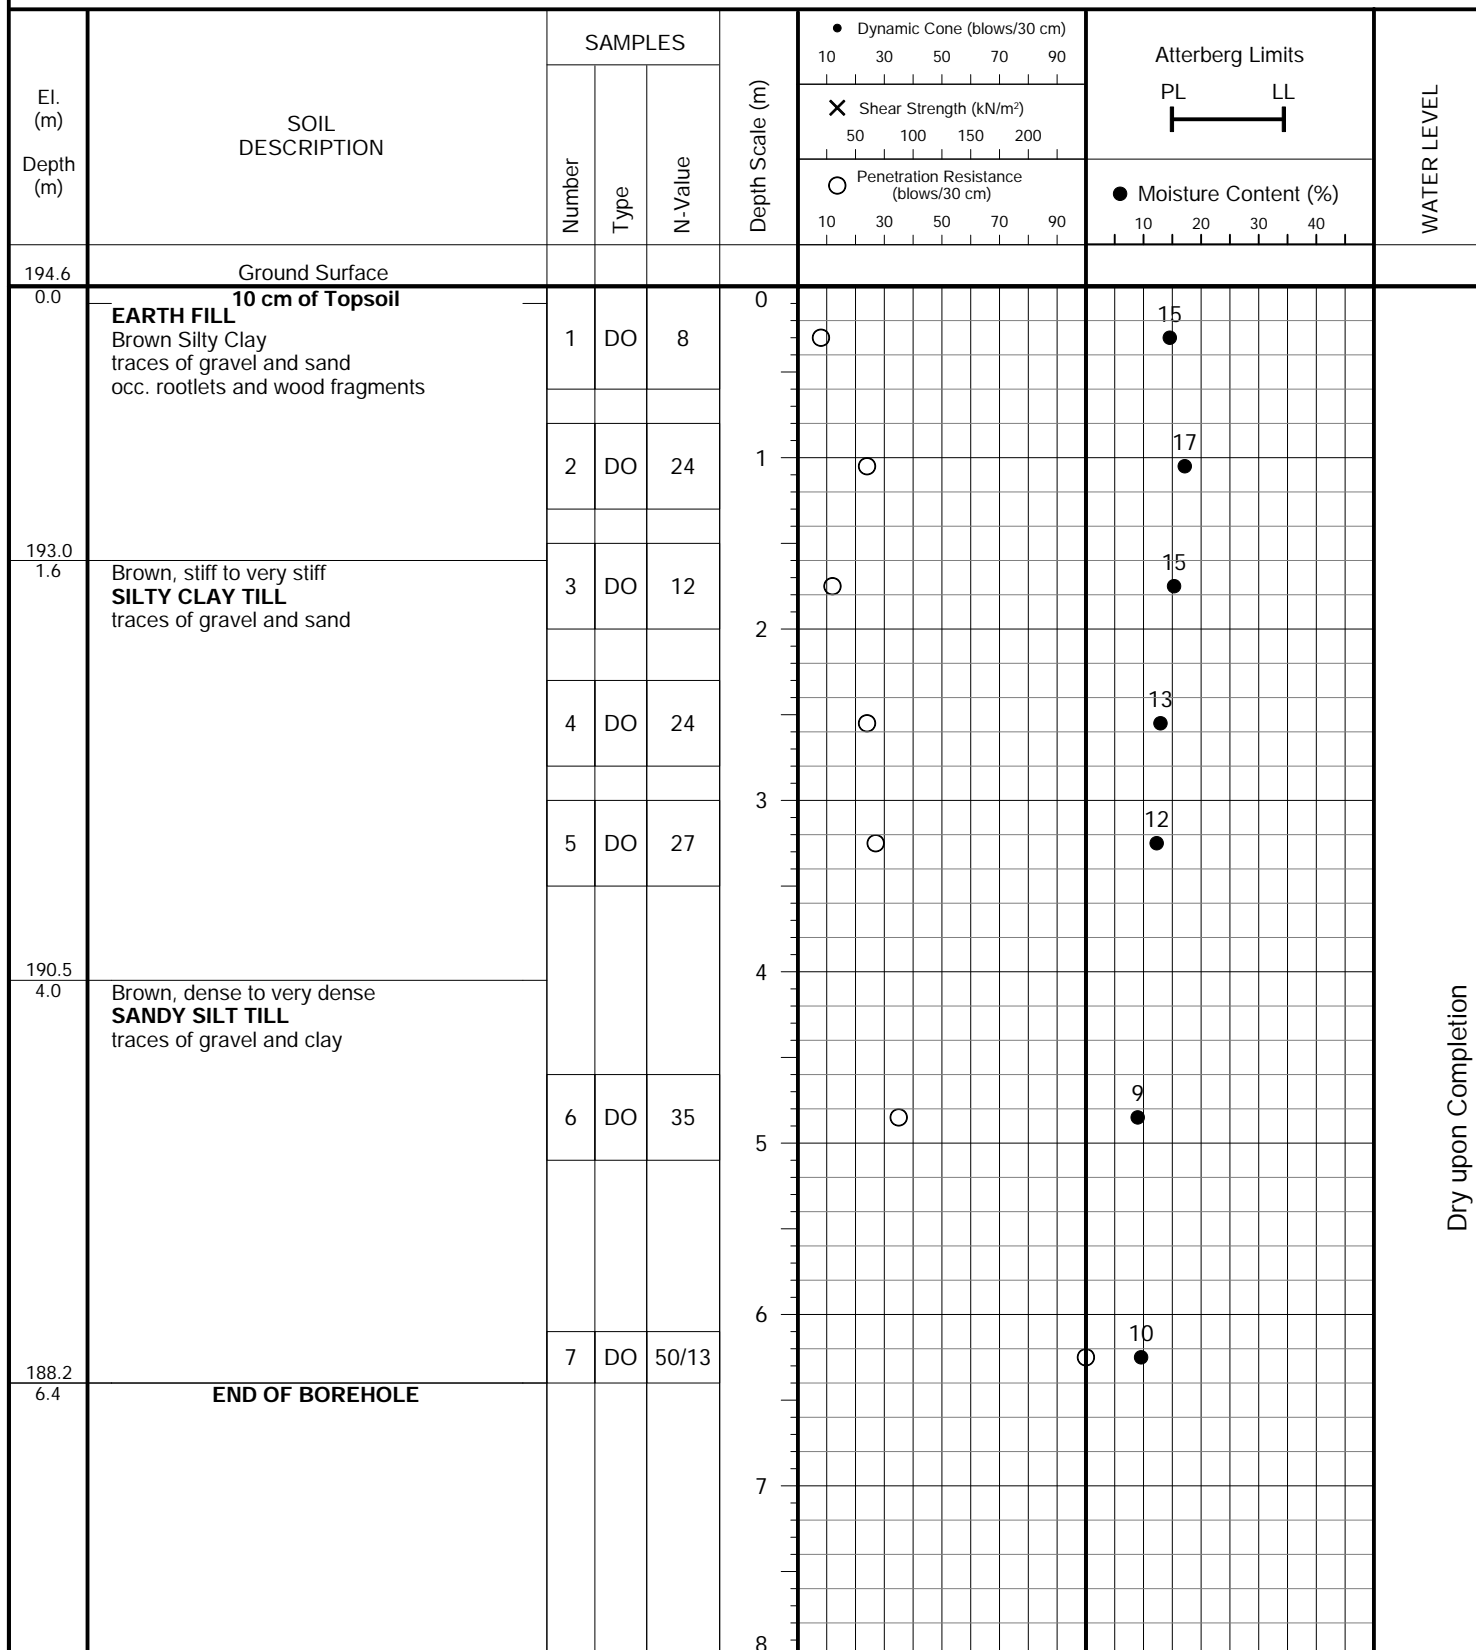 El.
(m)
Depth
(m)
SOIL
DESCRIPTION
SAMPLES
Number
Type
N-Value
Depth Scale (m)
Dynamic Cone (blows/30 cm)
10 30 50 70 90
Shear Strength (kN/m²)
50 100 150 200
Penetration Resistance
(blows/30 cm)
10 30 50 70 90
Atterberg Limits
PL LL
Moisture Content (%)
10 20 30 40
WATER LEVEL
194.6 Ground Surface
0.0 10 cm of Topsoil 0
EARTH FILL
Brown Silty Clay
traces of gravel and sand
occ. rootlets and wood fragments
1 DO 8 15
2 DO 24 1 17
193.0
1.6 Brown, stiff to very stiff
SILTY CLAY TILL
traces of gravel and sand
3 DO 12 15
2
4 DO 24 13
3
5 DO 27 12
190.5 4
4.0 Brown, dense to very dense
SANDY SILT TILL
traces of gravel and clay
6 DO 35 9
5
Dry upon Completion
6
7 DO 50/13 10
188.2
6.4 END OF BOREHOLE
7
8